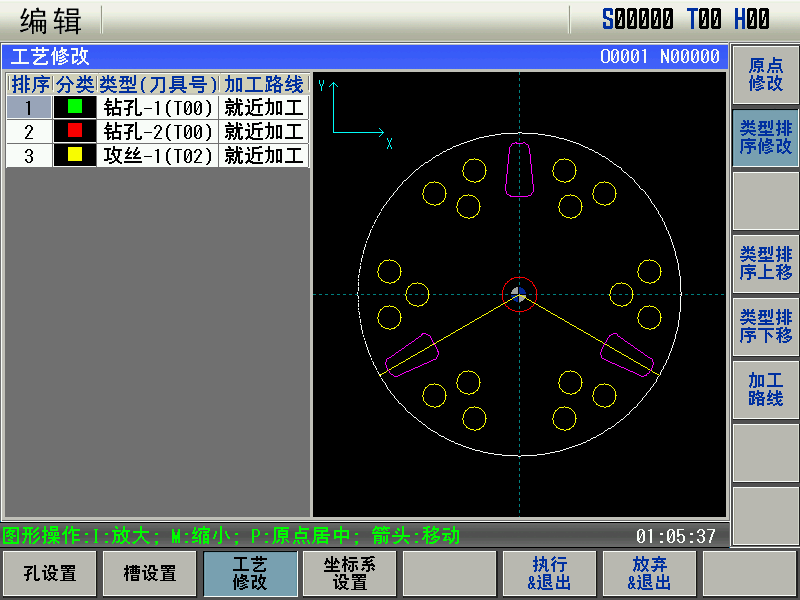 编辑
S00000 T00 H00
工艺修改
O0001 N00000
排序 分类 类型(刀具号) 加工路线
1 钻孔-1(T00) 就近加工
2 钻孔-2(T00) 就近加工
3 攻丝-1(T02) 就近加工
Y
X
原点
修改
类型排
序修改
类型排
序上移
类型排
序下移
加工
路线
图形操作:I:放大; M:缩小; P:原点居中; 箭头:移动
01:05:37
孔设置
槽设置
工艺
修改
坐标系
设置
执行
&退出
放弃
&退出